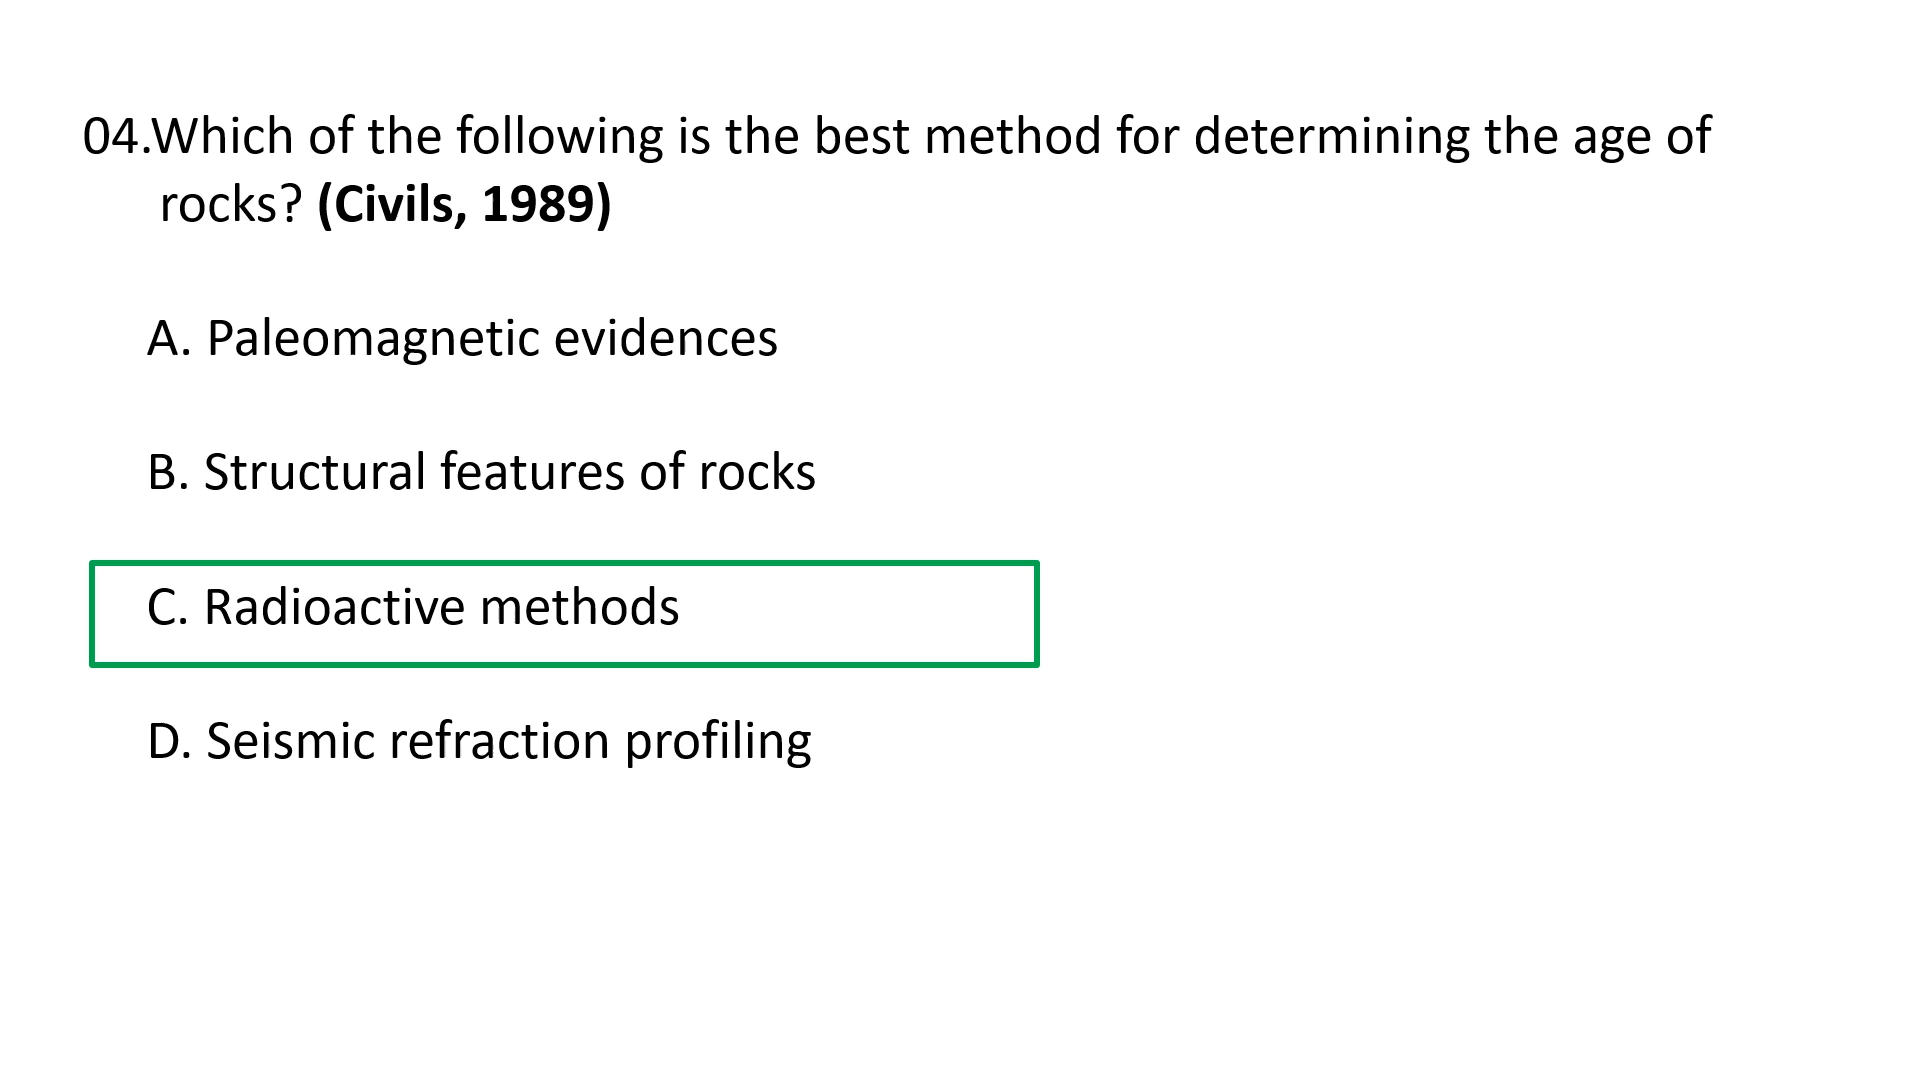 04.Which of the following is the best method for determining the age of
rocks? (Civils, 1989)
A. Paleomagnetic evidences
B. Structural features of rocks
C. Radioactive methods
D. Seismic refraction profiling